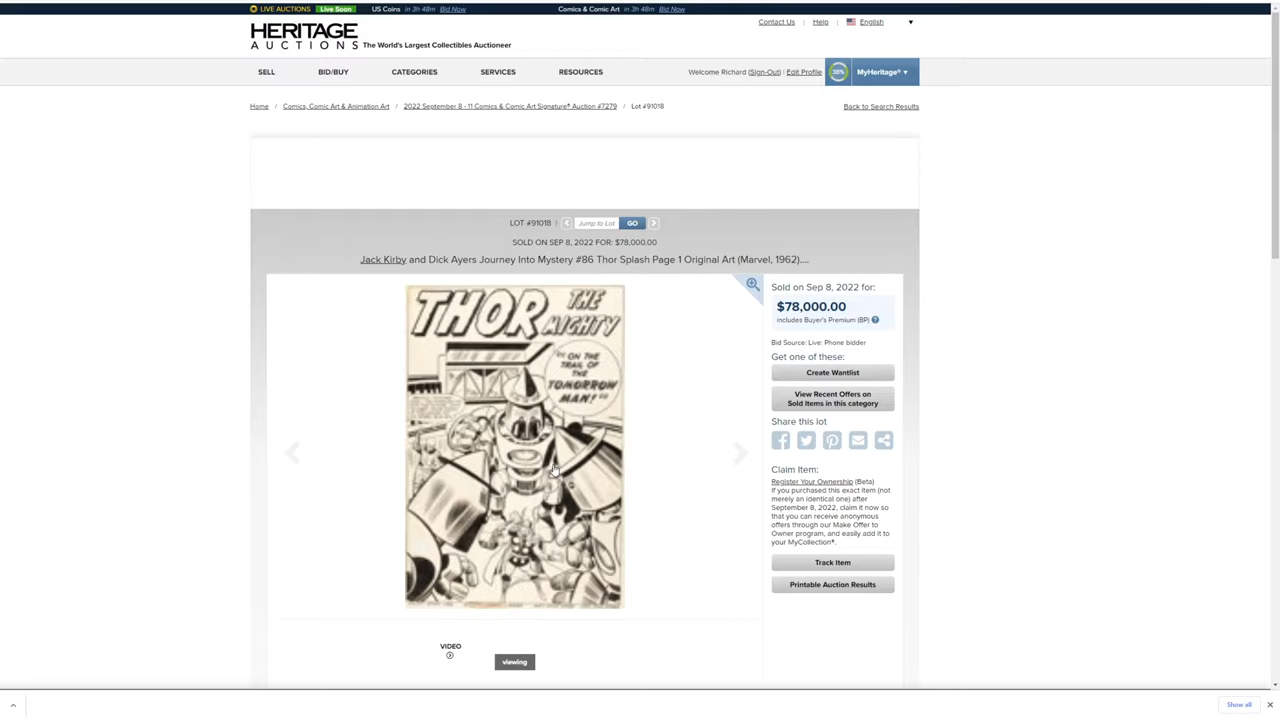 LIVE AUCTIONS Live Soon US Coins in 3h 48m Bid Now Comics & Comic Art in 3h 48m Bid Now
Contact Us | Help English
HERITAGE
AUCTIONS The World's Largest Collectibles Auctioneer
SELL BID/BUY CATEGORIES SERVICES RESOURCES Welcome Richard (Sign-Out) | Edit Profile 38% MyHeritage®
Home / Comics, Comic Art & Animation Art / 2022 September 8 - 11 Comics & Comic Art Signature® Auction #7279 / Lot #91018 Back to Search Results
LOT #91018 | Jump to Lot GO
SOLD ON SEP 8, 2022 FOR: $78,000.00
Jack Kirby and Dick Ayers Journey Into Mystery #86 Thor Splash Page 1 Original Art (Marvel, 1962)....
THOR THE
MIGHTY
"ON THE
TRAIL OF
THE
TOMORROW
MAN!"
Sold on Sep 8, 2022 for:
$78,000.00
includes Buyer's Premium (BP) ?
Bid Source: Live: Phone bidder
Get one of these:
Create Wantlist
View Recent Offers on
Sold Items in this category
Share this lot
Claim Item:
Register Your Ownership (Beta)
If you purchased this exact item (not
merely an identical one) after
September 8, 2022, claim it now so
that you can receive anonymous
offers through our Make Offer to
Owner program, and easily add it to
your MyCollection®.
Track Item
Printable Auction Results
VIDEO
viewing
Show all